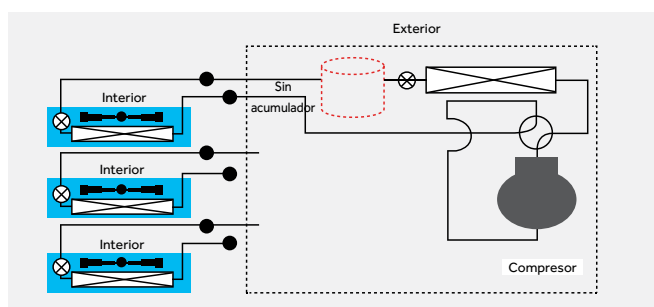 Exterior
Sin
acumulador
Interior
Interior
Interior
Compresor